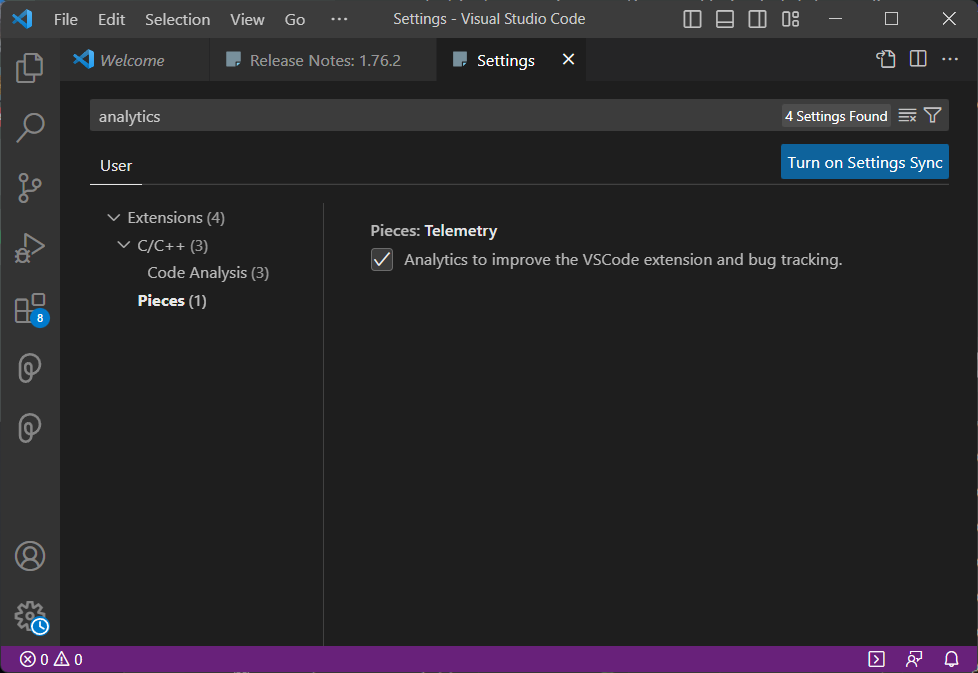 File Edit Selection View Go ··· Settings - Visual Studio Code
Welcome Release Notes: 1.76.2 Settings
analytics 4 Settings Found
User Turn on Settings Sync
Extensions (4)
C/C++ (3)
Code Analysis (3)
Pieces (1)
Pieces: Telemetry
Analytics to improve the VSCode extension and bug tracking.
8
0 0